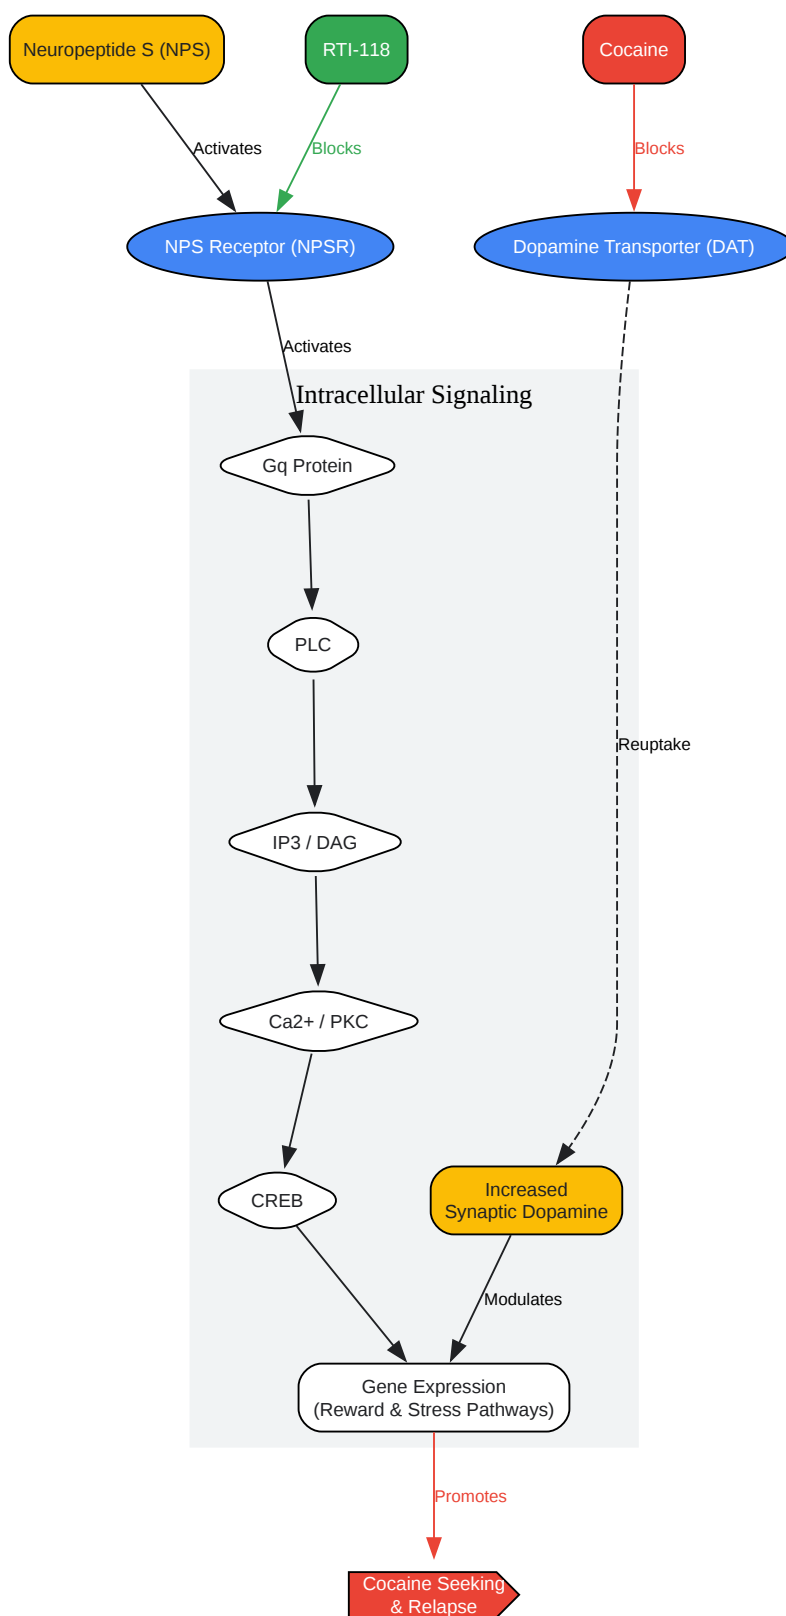 Neuropeptide S (NPS)
RTI-118
Cocaine
Activates
Blocks
Blocks
NPS Receptor (NPSR)
Dopamine Transporter (DAT)
Activates
Intracellular Signaling
Gq Protein
PLC
Reuptake
IP3 / DAG
Ca2+ / PKC
CREB
Increased
Synaptic Dopamine
Modulates
Gene Expression
(Reward & Stress Pathways)
Promotes
Cocaine Seeking
& Relapse